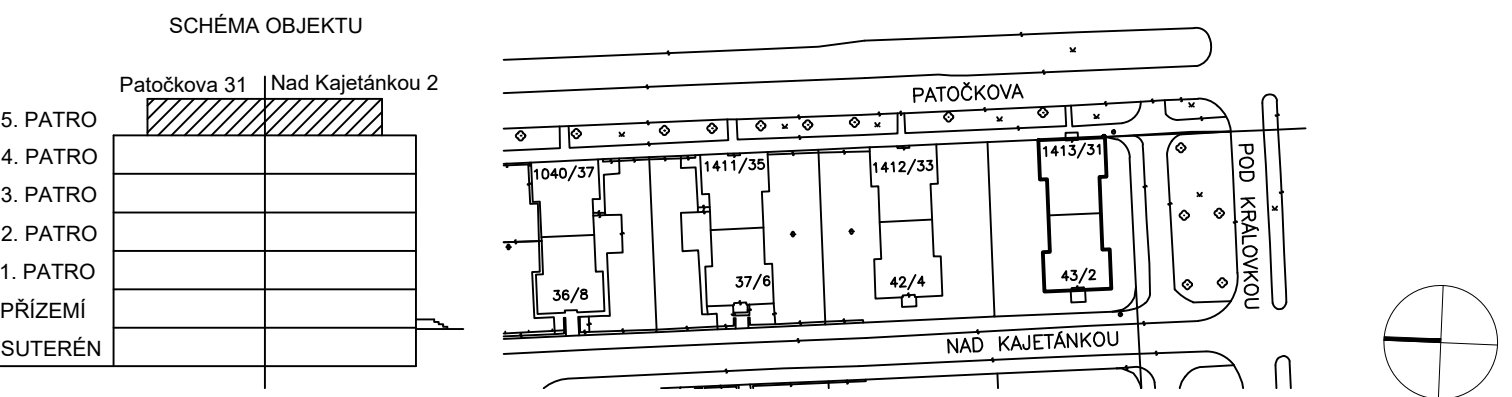 SCHÉMA OBJEKTU
Patočkova 31
Nad Kajetánkou 2
5. PATRO
4. PATRO
3. PATRO
2. PATRO
1. PATRO
PŘÍZEMÍ
SUTERÉN
PATOČKOVA
1040/37
1411/35
1412/33
1413/31
36/8
37/6
42/4
43/2
POD KRÁLOVKOU
NAD KAJETÁNKOU